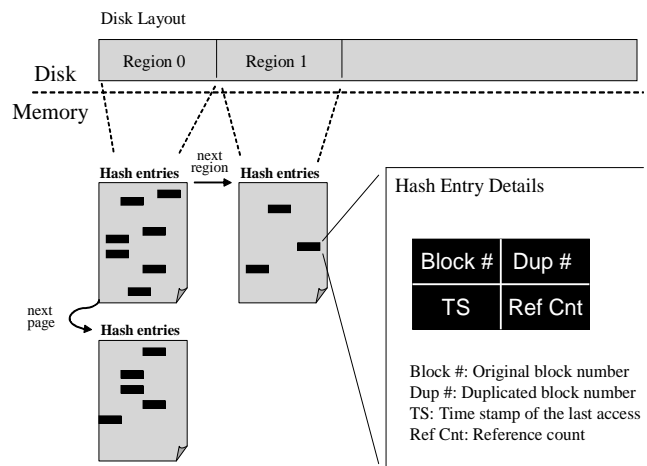 Disk Layout
Region 0
Region 1
Disk
Memory
Hash entries
next
region
Hash entries
Hash Entry Details
Block #
Dup #
TS
Ref Cnt
next
page
Hash entries
Block #: Original block number
Dup #: Duplicated block number
TS: Time stamp of the last access
Ref Cnt: Reference count